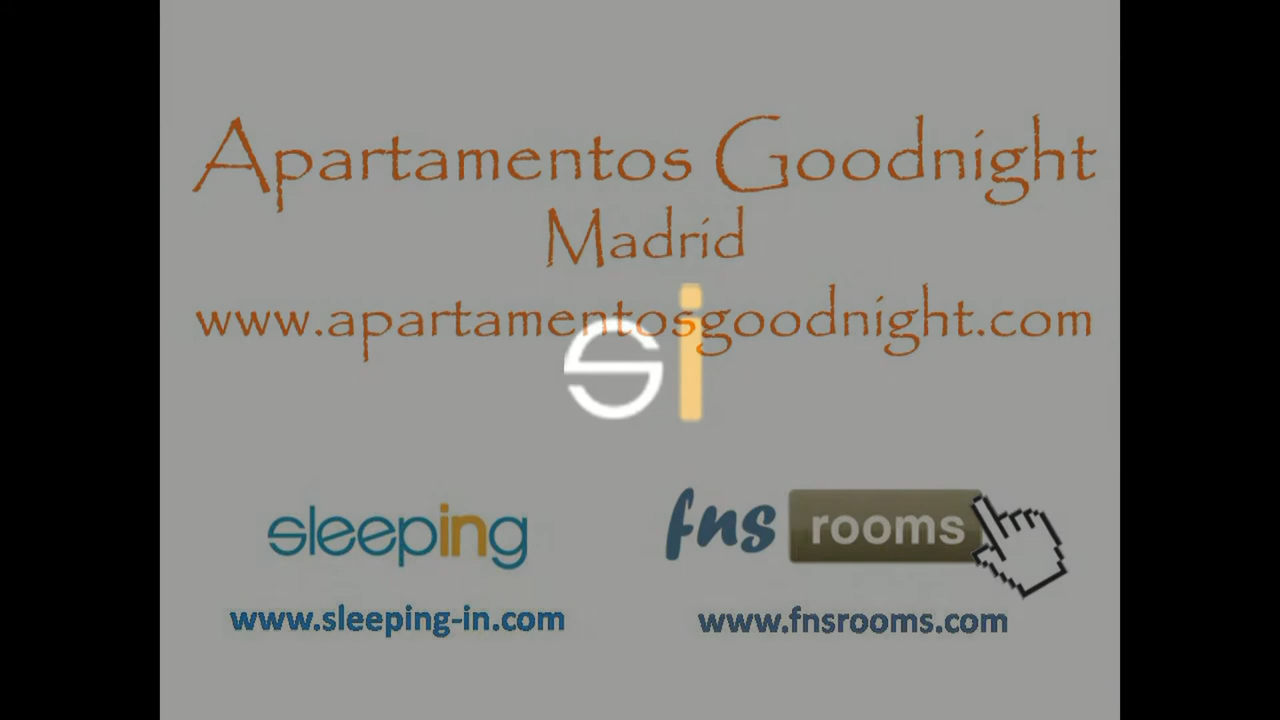 Apartamentos Goodnight
Madrid
www.apartamentosgoodnight.com
si
sleeping
fns rooms
www.sleeping-in.com
www.fnsrooms.com